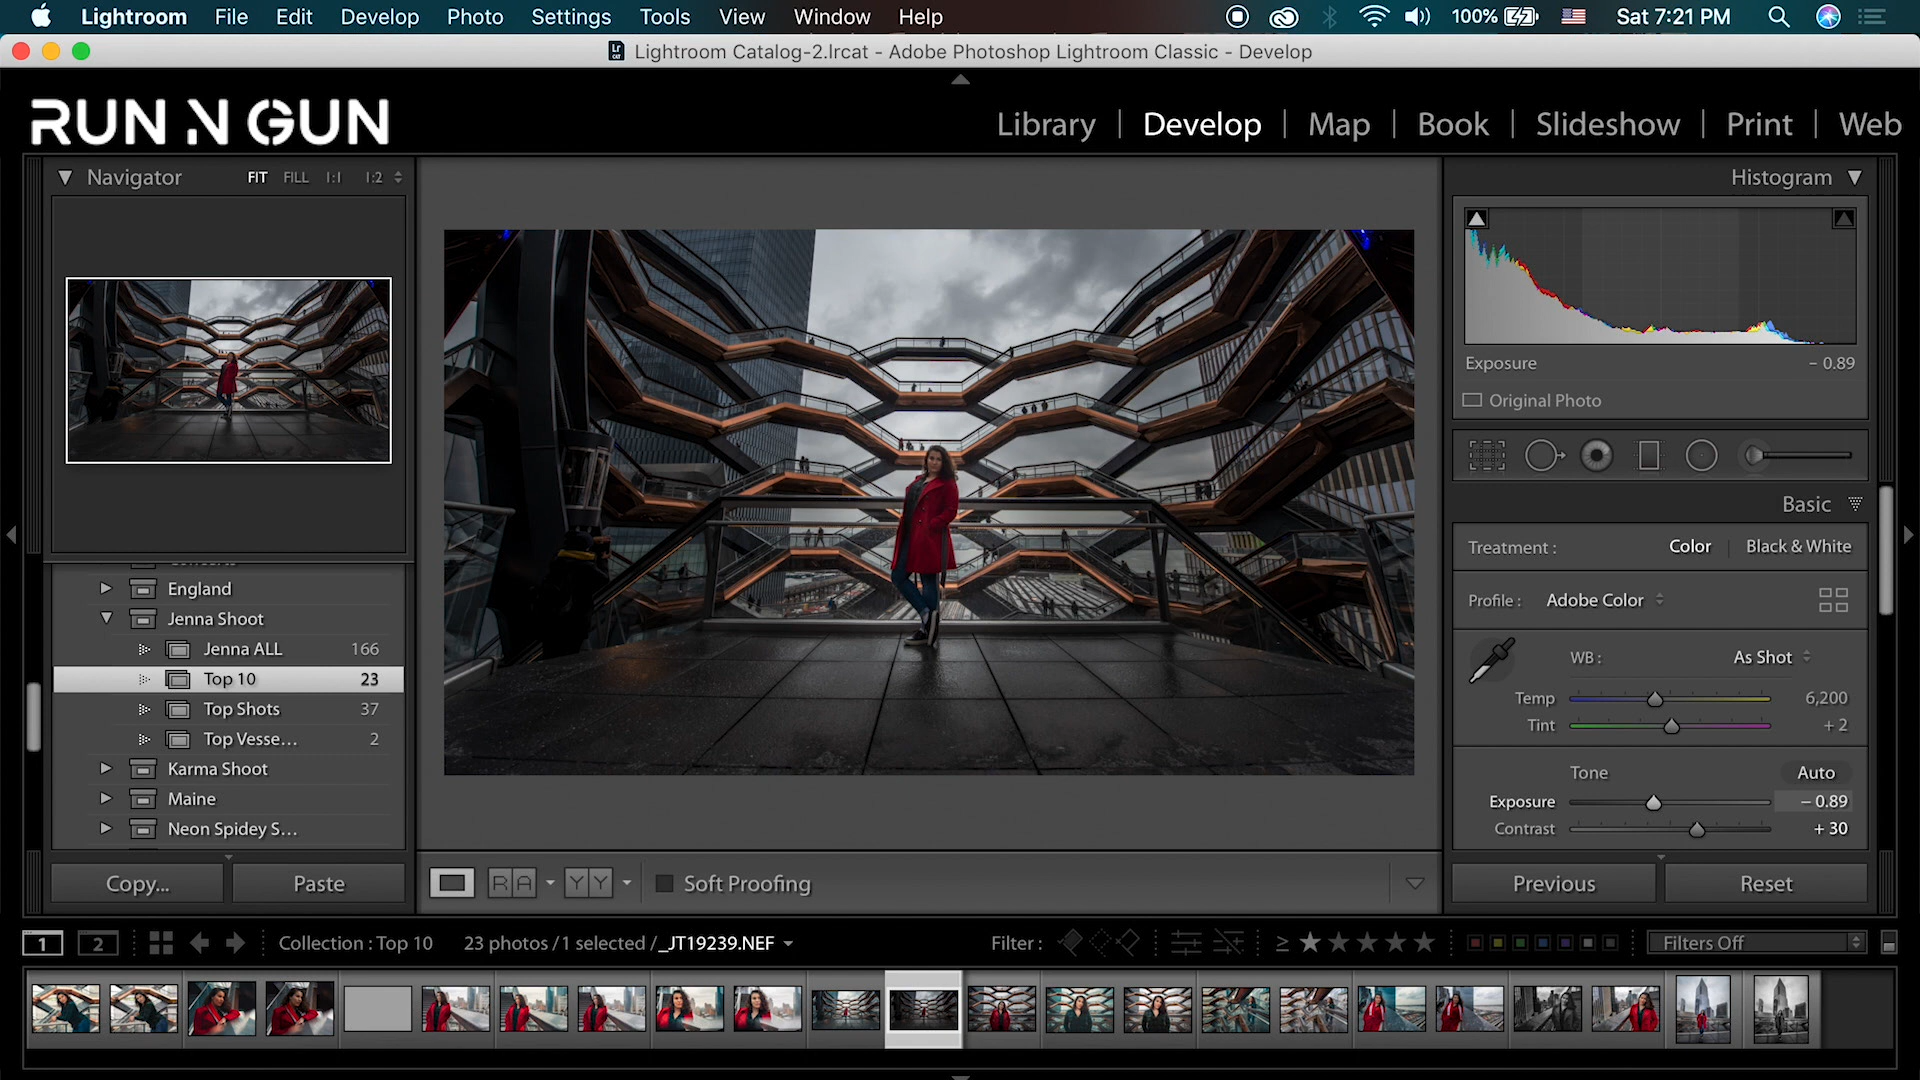 Lightroom File Edit Develop Photo Settings Tools View Window Help 100% Sat 7:21 PM
Lightroom Catalog-2.lrcat - Adobe Photoshop Lightroom Classic - Develop
RUN N GUN
Library | Develop | Map | Book | Slideshow | Print | Web
Navigator FIT FILL 1:1 1:2
Histogram
Exposure - 0.89
Original Photo
Basic
Treatment : Color Black & White
Profile : Adobe Color
WB : As Shot
Temp 6,200
Tint + 2
Tone Auto
Exposure - 0.89
Contrast + 30
England
Jenna Shoot
Jenna ALL 166
Top 10 23
Top Shots 37
Top Vesse... 2
Karma Shoot
Maine
Neon Spidey S...
Copy... Paste
R A Y Y Soft Proofing
Previous Reset
1 2 Collection : Top 10 23 photos / 1 selected / _JT19239.NEF Filter : ≥ Filters Off